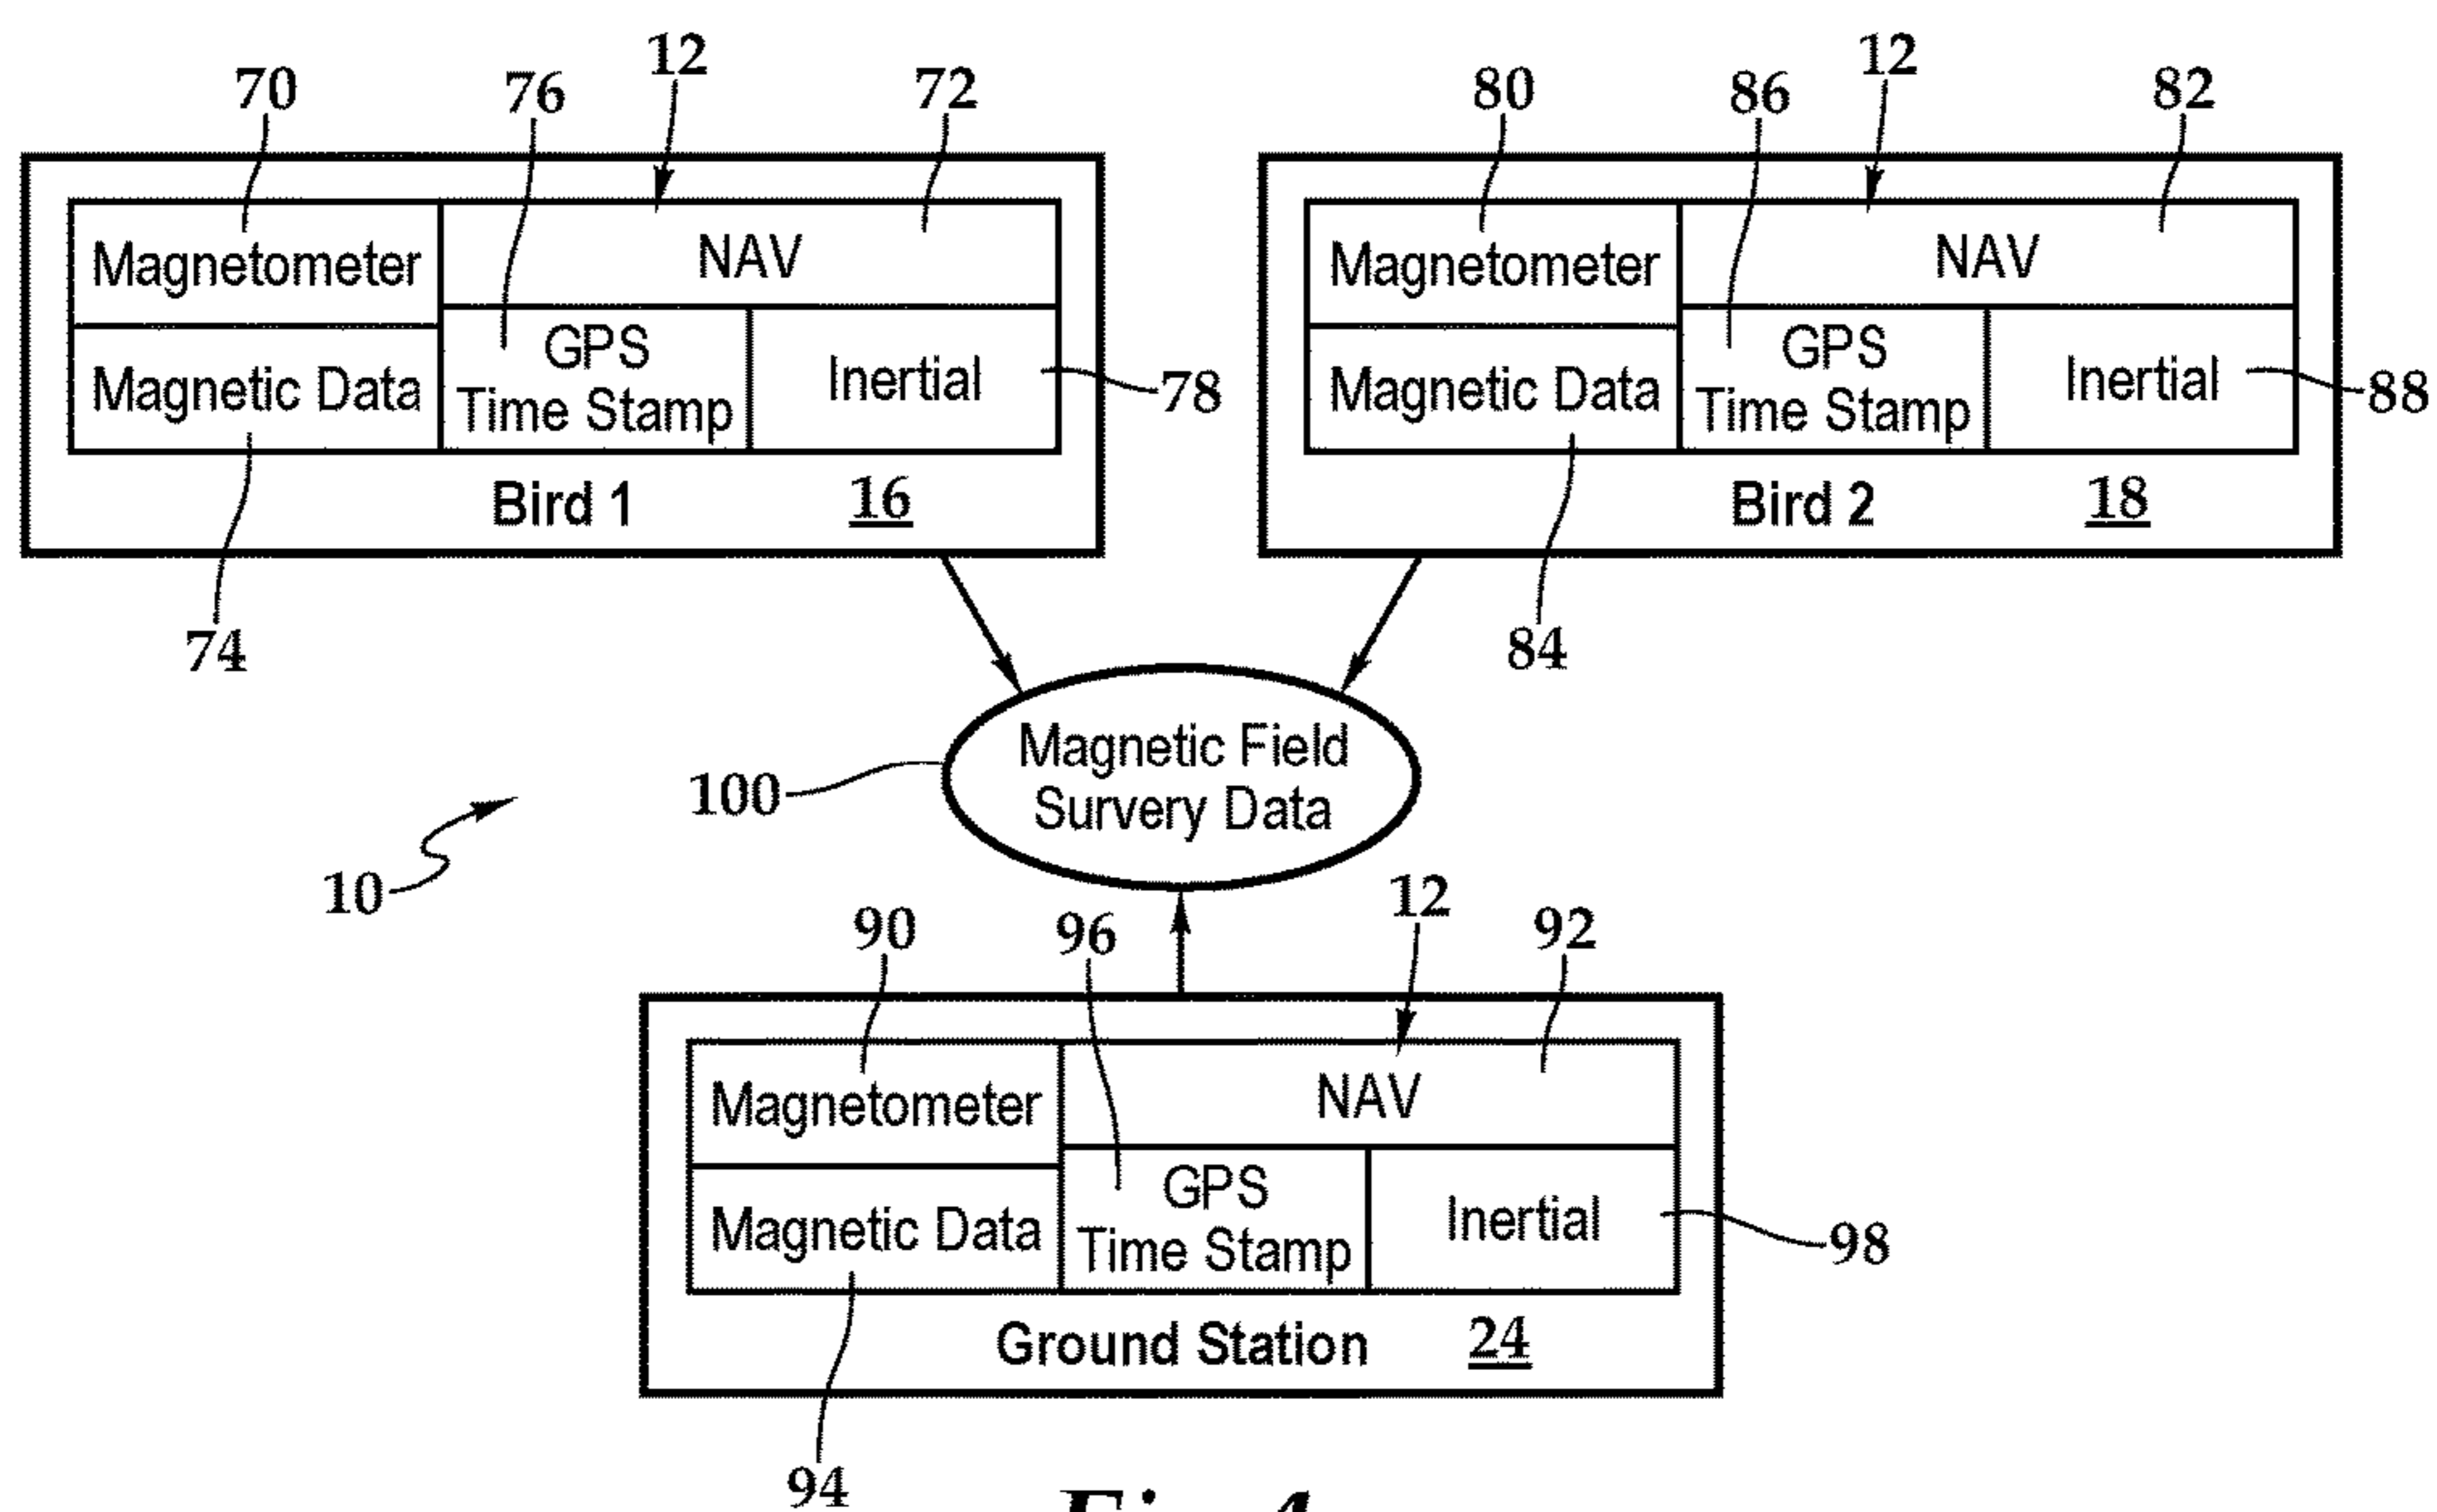 70
76
12
72
80
86
12
82
Magnetometer
NAV
Magnetic Data
GPS
Time Stamp
Inertial
78
Bird 1
16
74
Magnetometer
NAV
Magnetic Data
GPS
Time Stamp
Inertial
88
Bird 2
18
84
Magnetic Field
Survery Data
100
10
90
96
12
92
Magnetometer
NAV
Magnetic Data
GPS
Time Stamp
Inertial
98
Ground Station
24
94